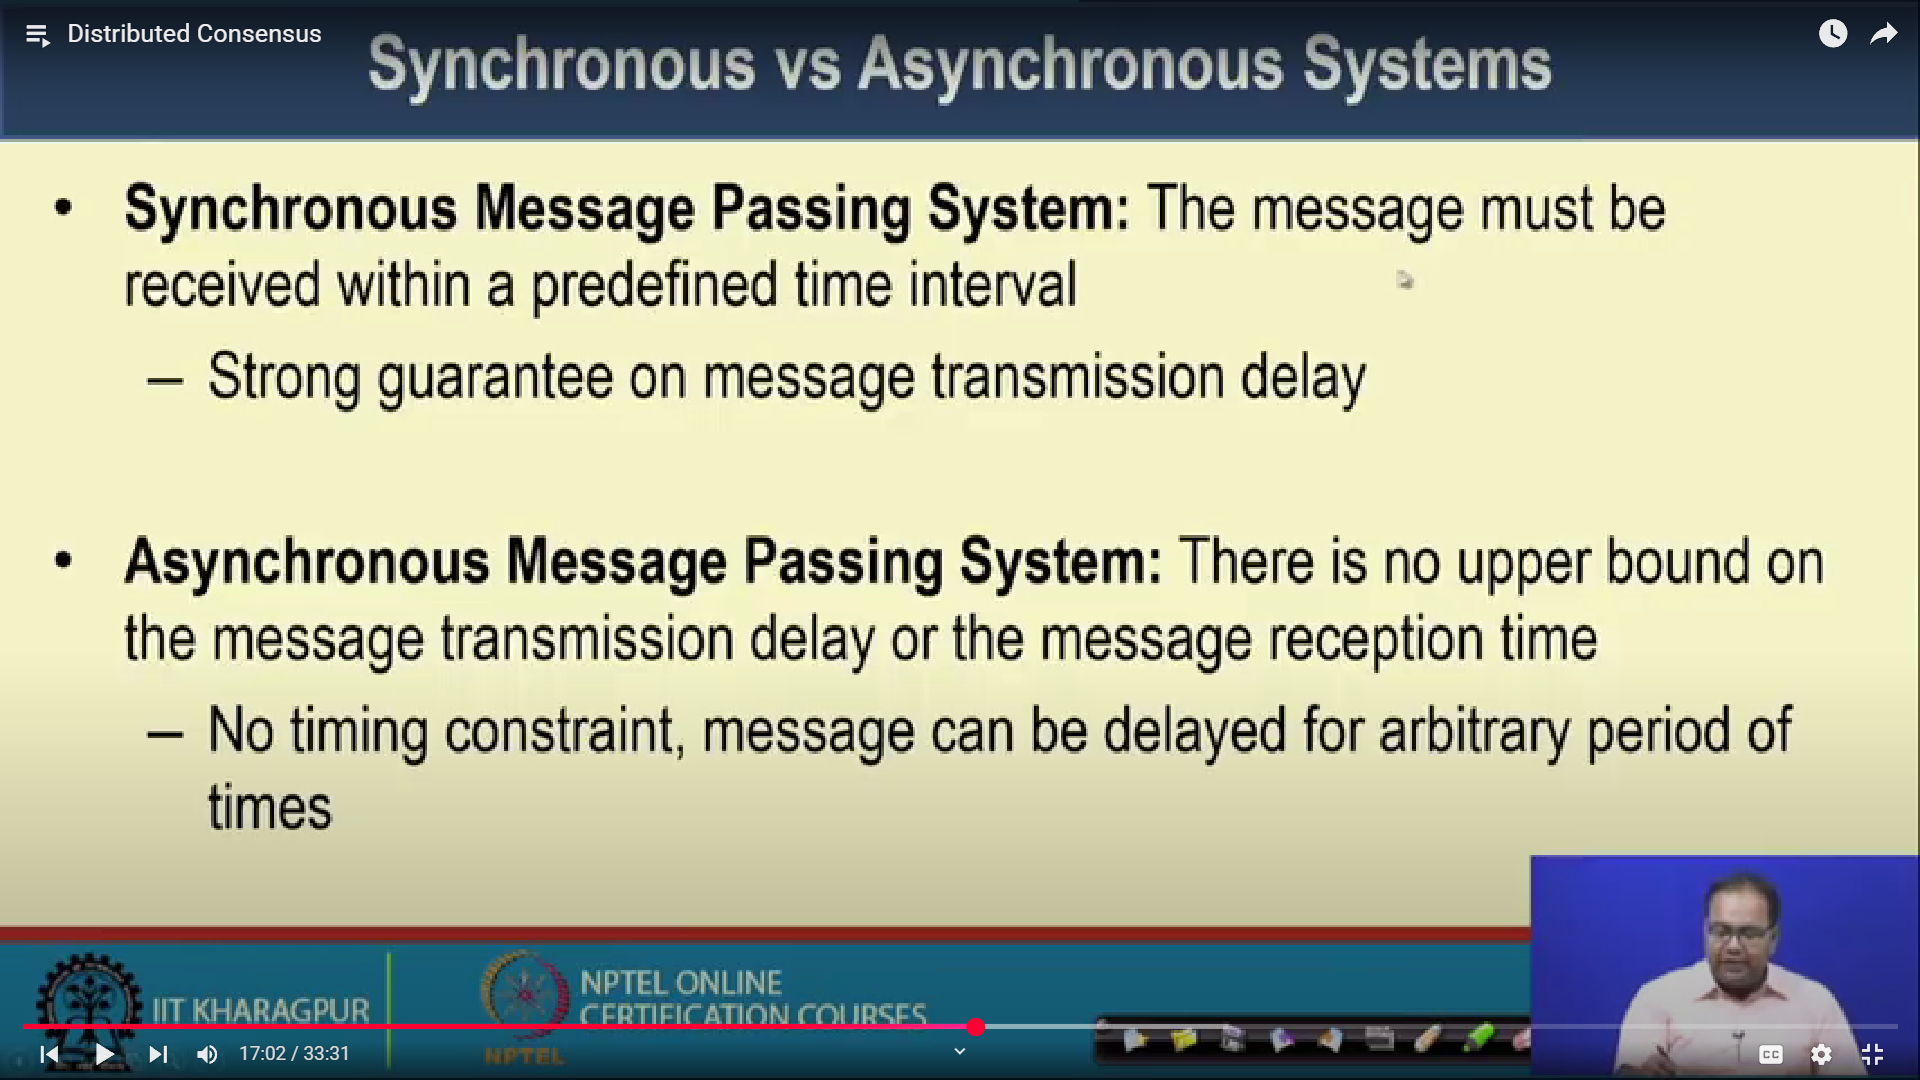 Distributed Consensus
Synchronous vs Asynchronous Systems
• Synchronous Message Passing System: The message must be
received within a predefined time interval
– Strong guarantee on message transmission delay
• Asynchronous Message Passing System: There is no upper bound on
the message transmission delay or the message reception time
– No timing constraint, message can be delayed for arbitrary period of
times
IIT KHARAGPUR
NPTEL ONLINE
CERTIFICATION COURSES
NPTEL
17:02 / 33:31
CC